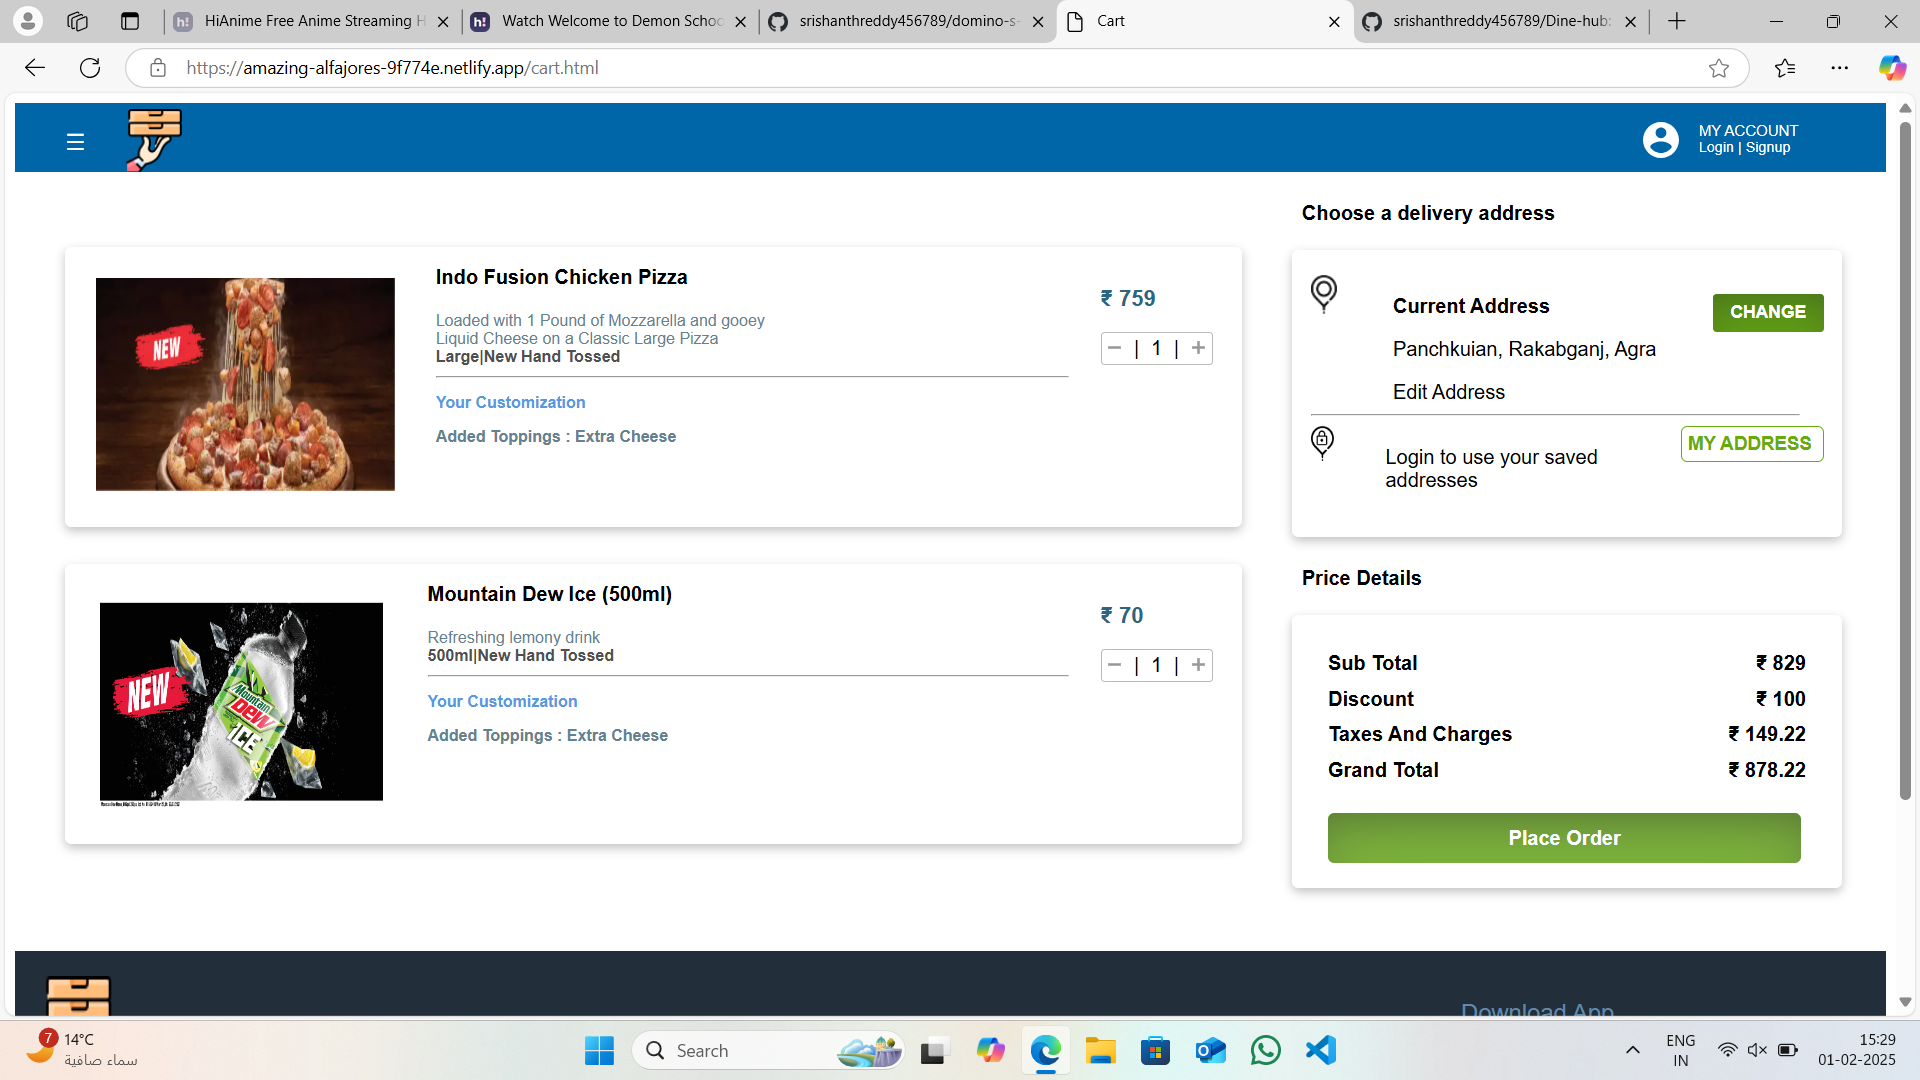 HiAnime Free Anime Streaming H
Watch Welcome to Demon Schoo
srishanthreddy456789/domino-s-
Cart
srishanthreddy456789/Dine-hub:
https://amazing-alfajores-9f774e.netlify.app/cart.html
MY ACCOUNT
Login | Signup
Choose a delivery address
Indo Fusion Chicken Pizza
Loaded with 1 Pound of Mozzarella and gooey
Liquid Cheese on a Classic Large Pizza
Large|New Hand Tossed
Your Customization
Added Toppings : Extra Cheese
₹ 759
− | 1 | +
NEW
Current Address
CHANGE
Panchkuian, Rakabganj, Agra
Edit Address
Login to use your saved
addresses
MY ADDRESS
Mountain Dew Ice (500ml)
Refreshing lemony drink
500ml|New Hand Tossed
Your Customization
Added Toppings : Extra Cheese
₹ 70
− | 1 | +
NEW
Mountain
DEW
ICE
Price Details
Sub Total ₹ 829
Discount ₹ 100
Taxes And Charges ₹ 149.22
Grand Total ₹ 878.22
Place Order
Download App
7
14°C
سماء صافية
Search
ENG
IN
15:29
01-02-2025